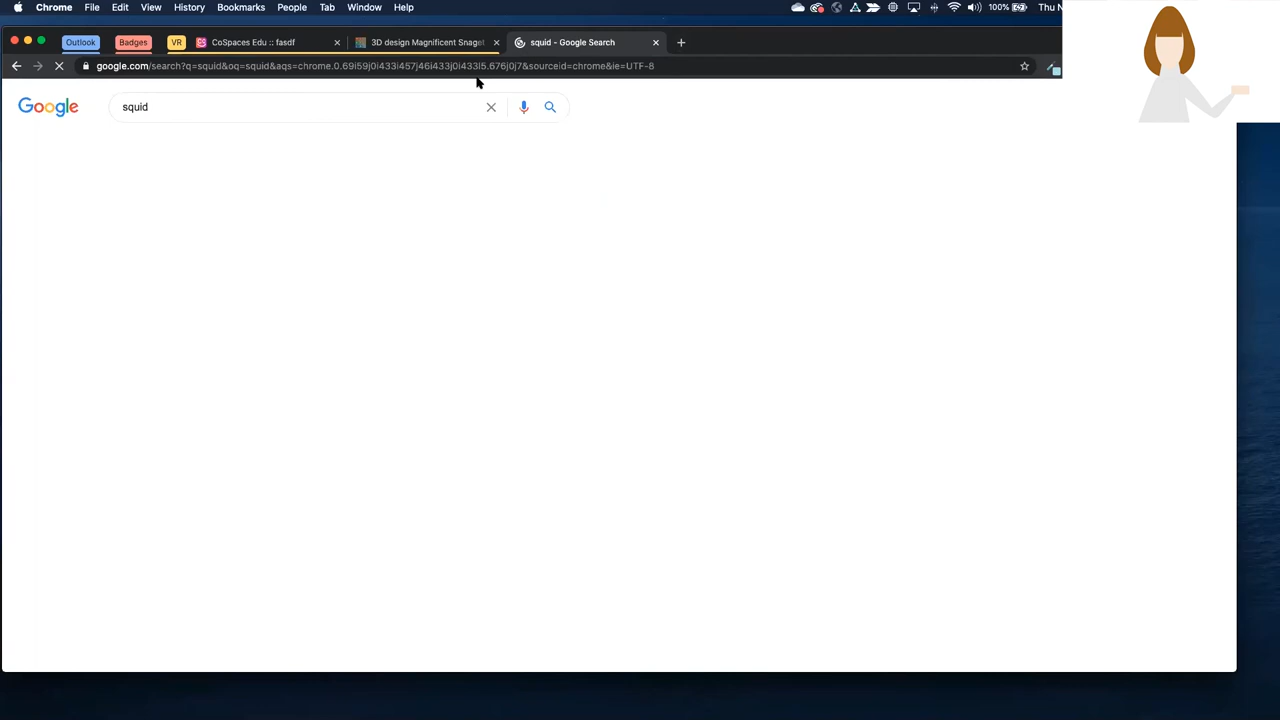 Chrome File Edit View History Bookmarks People Tab Window Help 100% Thu N
Outlook Badges VR CoSpaces Edu :: fasdf 3D design Magnificent Snaget squid - Google Search
google.com/search?q=squid&oq=squid&aqs=chrome.0.69i59j0i433i457j46i433j0i433l5.676j0j7&sourceid=chrome&ie=UTF-8
Google squid